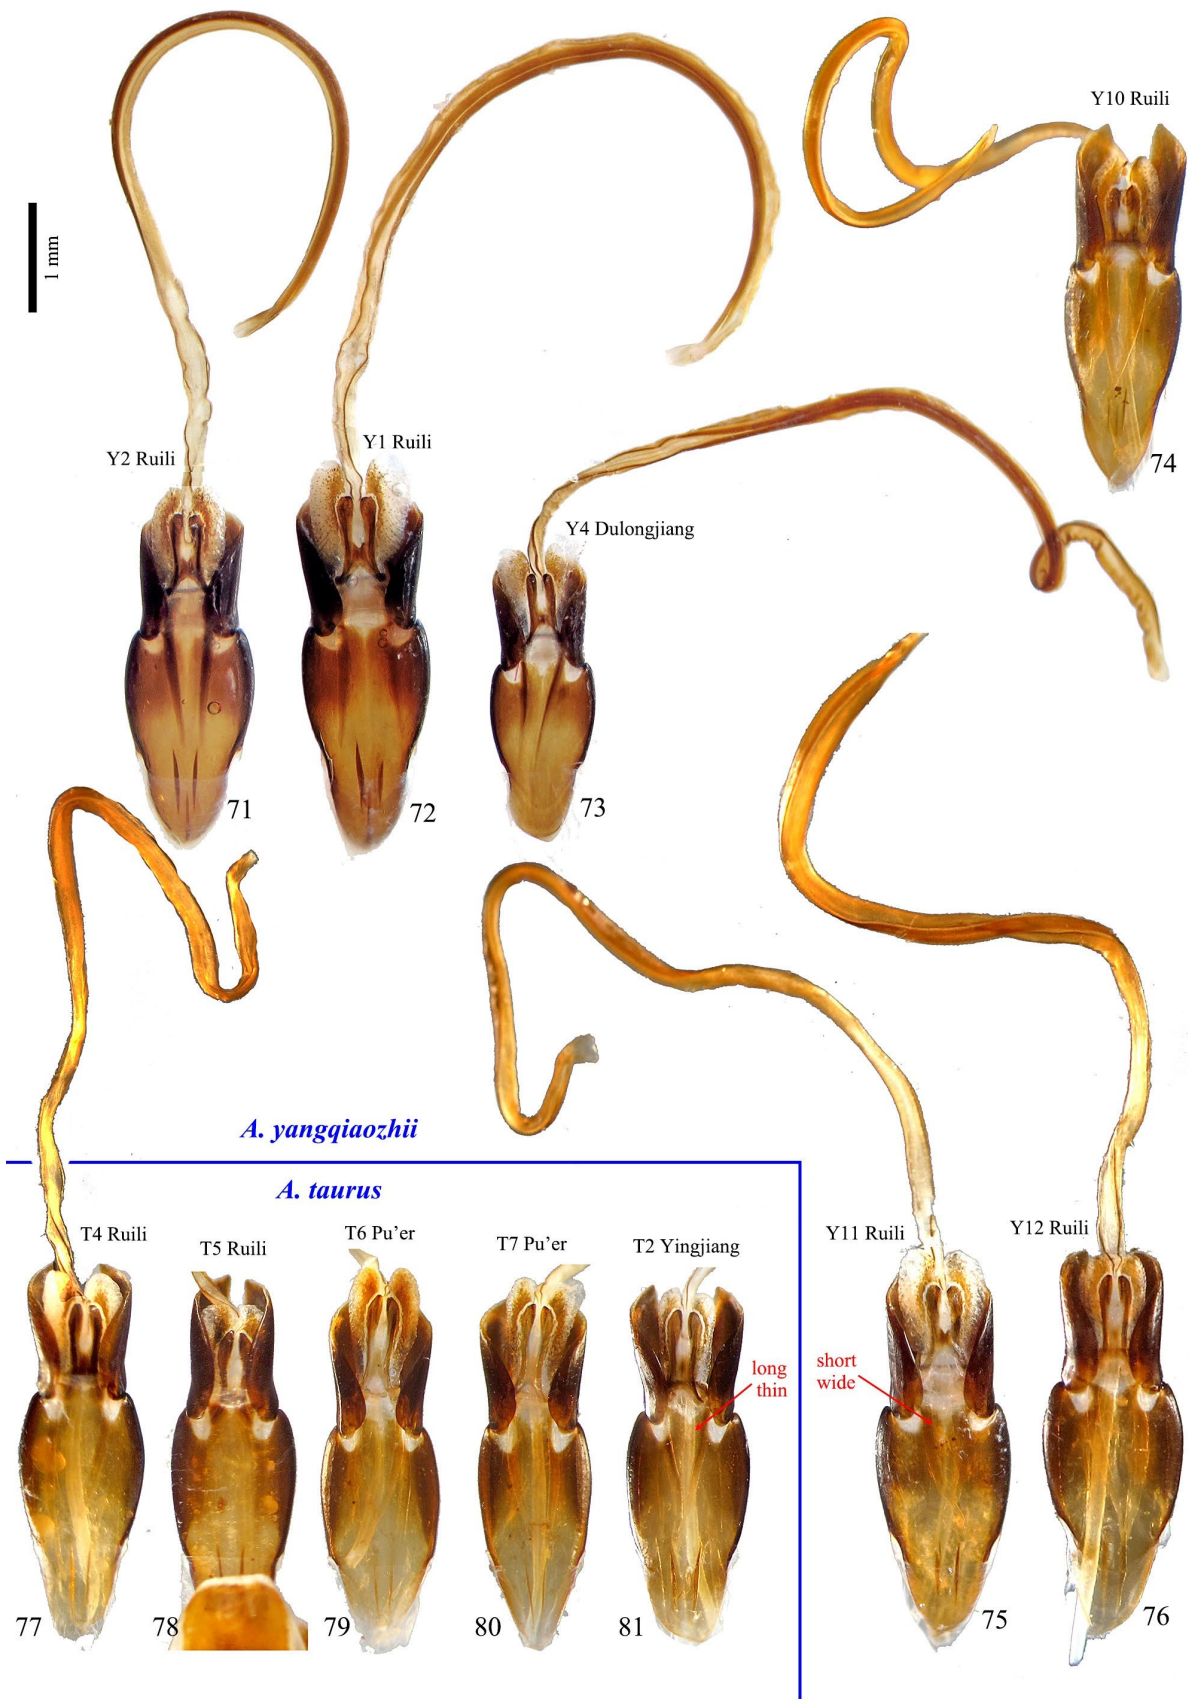 Y10 Ruili
1 mm
Y2 Ruili
Y1 Ruili
74
Y4 Dulongjiang
71
72
73
A. yangqiaozhii
A. taurus
T4 Ruili
T5 Ruili
T6 Pu’er
T7 Pu’er
T2 Yingjiang
Y11 Ruili
Y12 Ruili
long
thin
short
wide
77
78
79
80
81
75
76